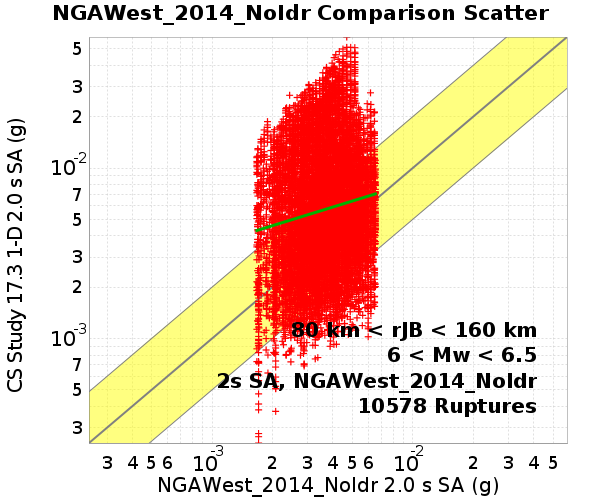 NGAWest_2014_NoIdr Comparison Scatter
CS Study 17.3 1-D 2.0 s SA (g)
5
3
2
10-2
7
5
3
2
10-3
7
5
3
80 km < rJB < 160 km
6 < Mw < 6.5
2s SA, NGAWest_2014_NoIdr
10578 Ruptures
3 4 5 6 10-3 2 3 4 5 6 10-2 2 3 4 5
NGAWest_2014_NoIdr 2.0 s SA (g)